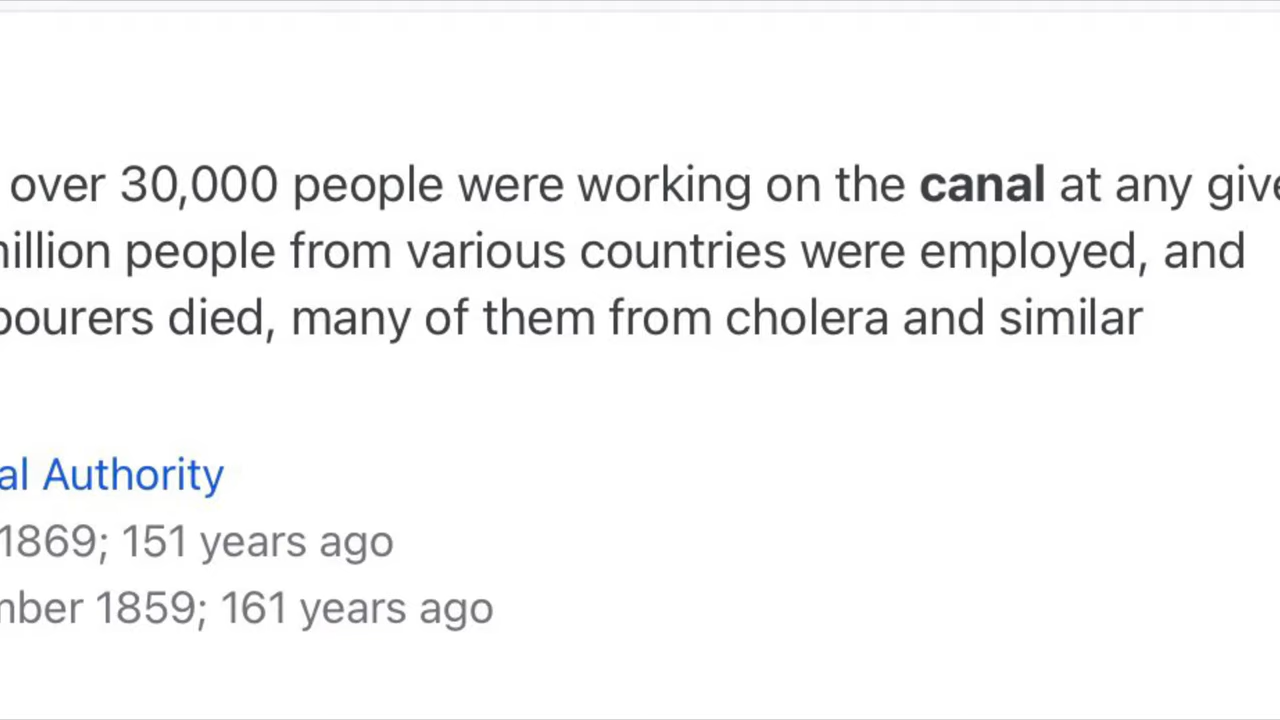 over 30,000 people were working on the canal at any give
million people from various countries were employed, and
bourers died, many of them from cholera and similar
al Authority
1869; 151 years ago
mber 1859; 161 years ago